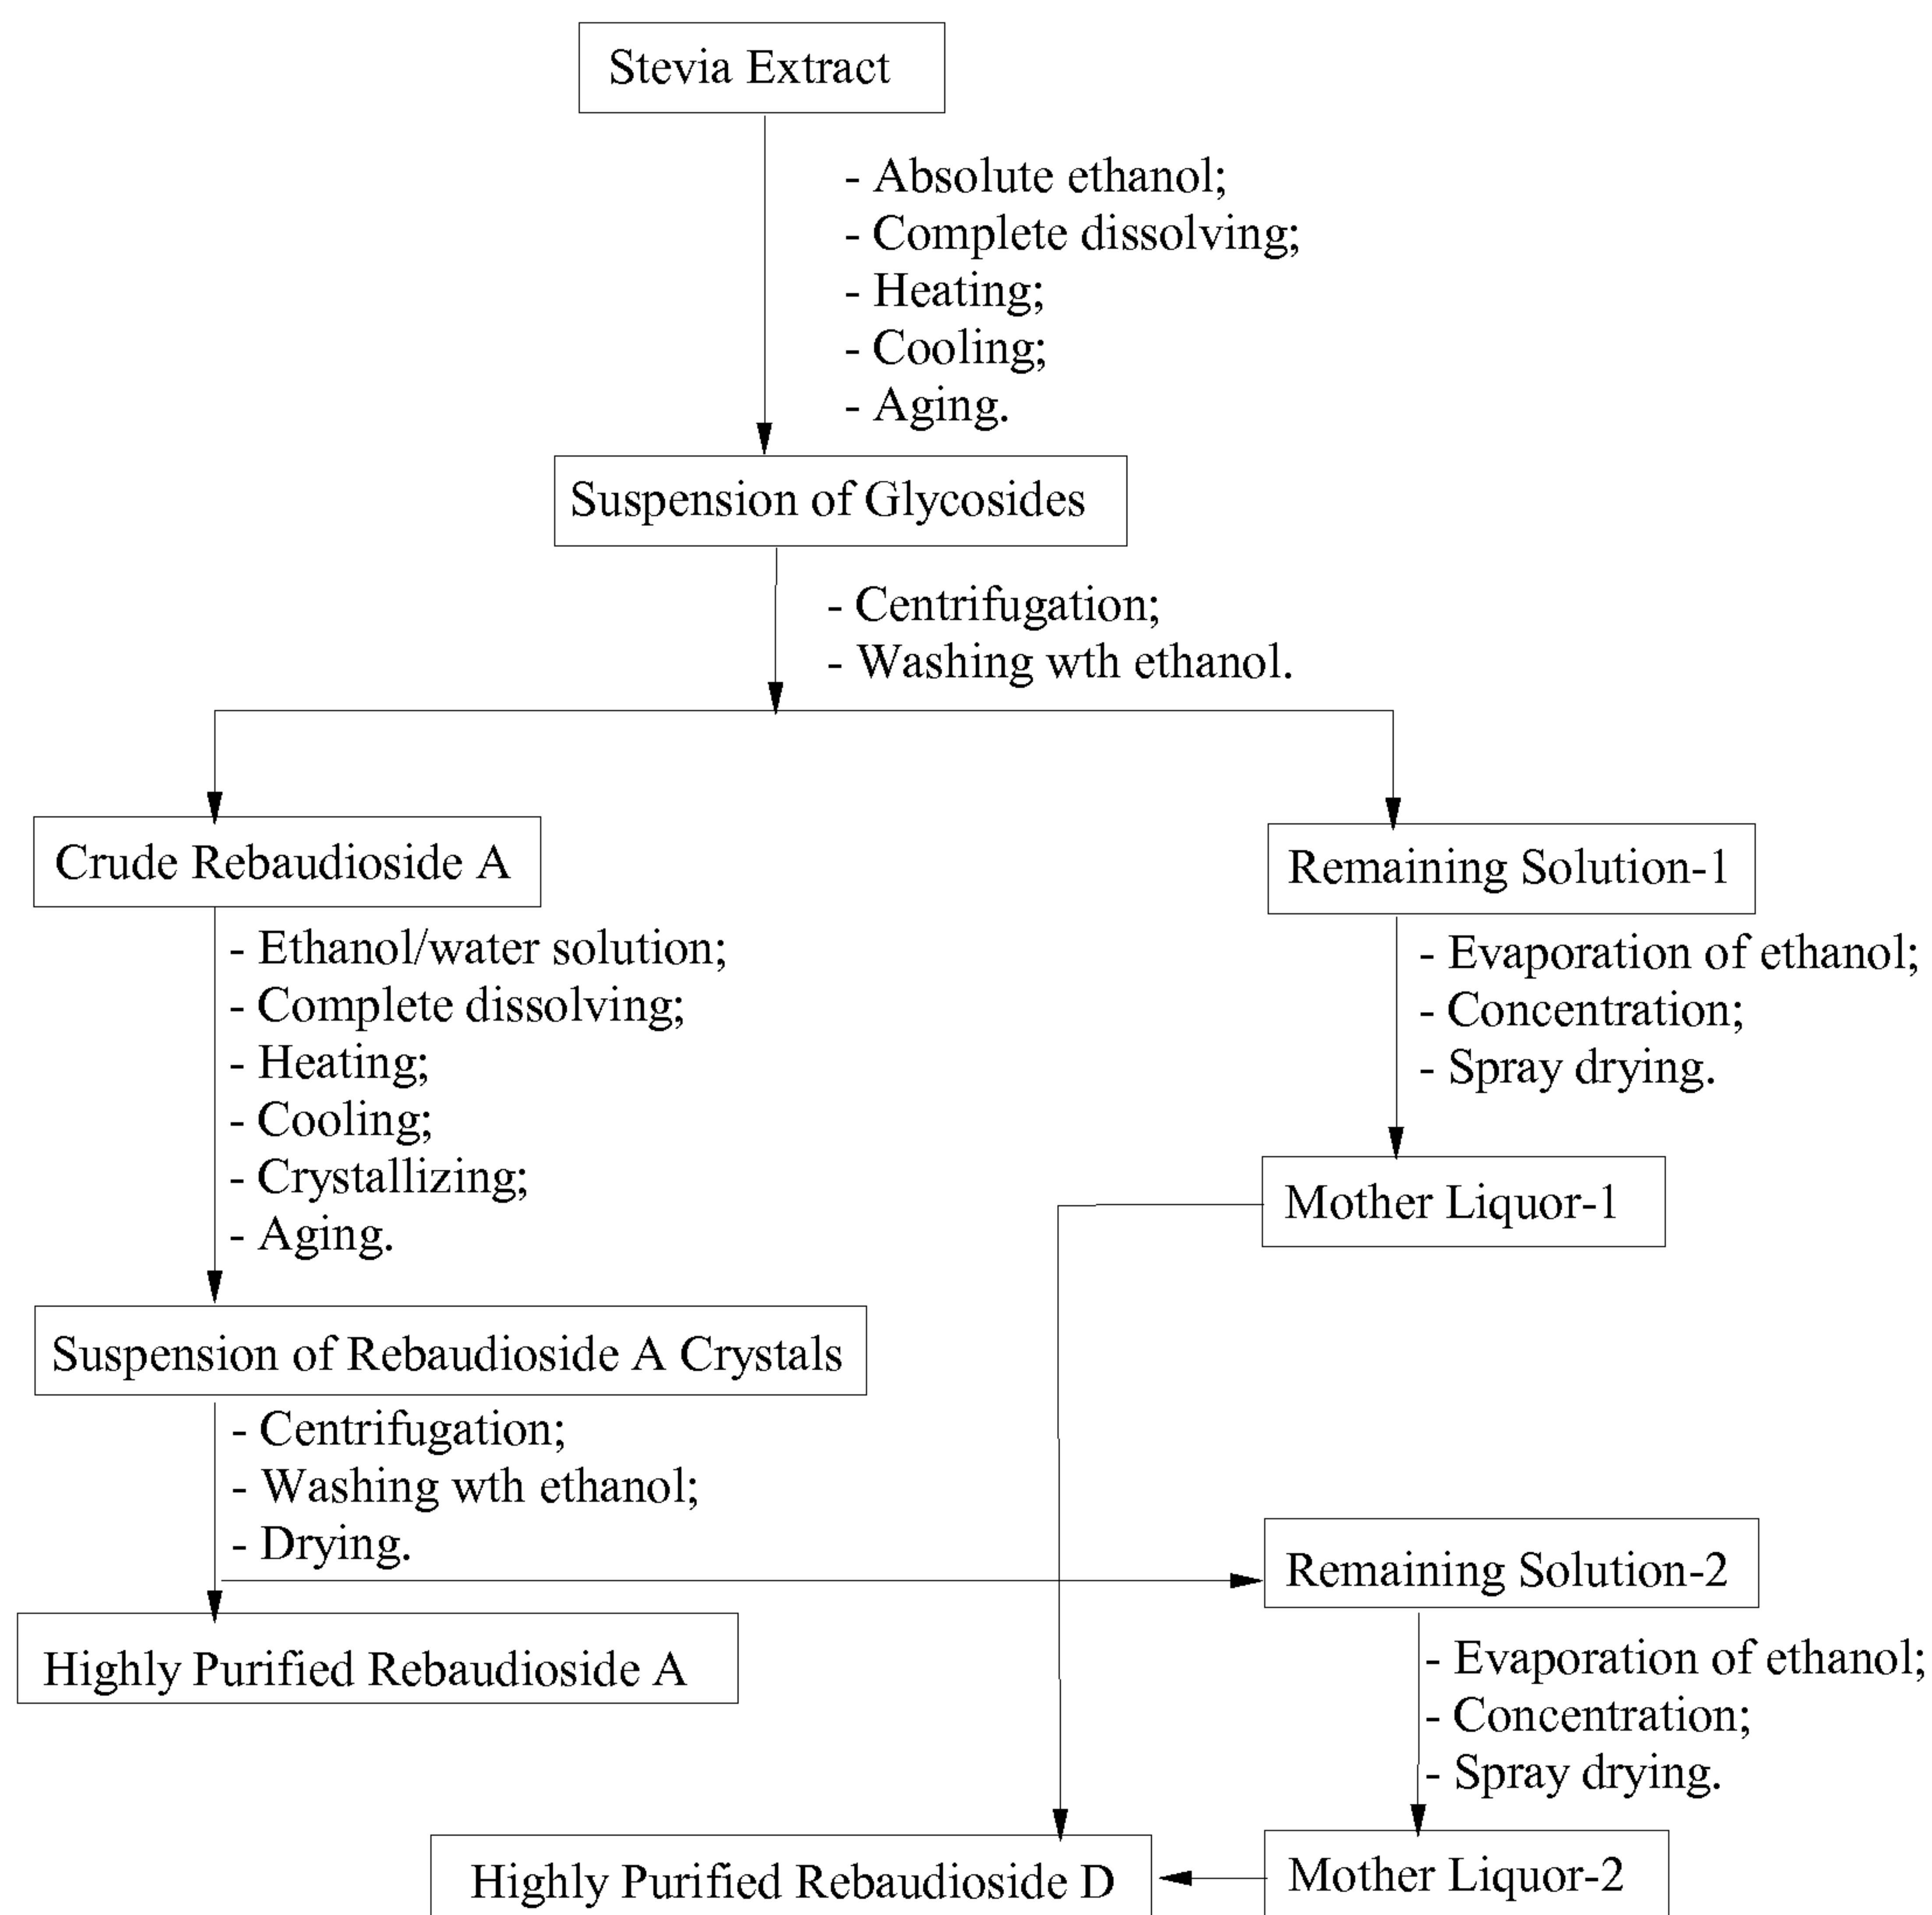 Stevia Extract
- Absolute ethanol;
- Complete dissolving;
- Heating;
- Cooling;
- Aging.
Suspension of Glycosides
- Centrifugation;
- Washing wth ethanol.
Crude Rebaudioside A
- Ethanol/water solution;
- Complete dissolving;
- Heating;
- Cooling;
- Crystallizing;
- Aging.
Remaining Solution-1
- Evaporation of ethanol;
- Concentration;
- Spray drying.
Mother Liquor-1
Suspension of Rebaudioside A Crystals
- Centrifugation;
- Washing wth ethanol;
- Drying.
Highly Purified Rebaudioside A
Remaining Solution-2
- Evaporation of ethanol;
- Concentration;
- Spray drying.
Highly Purified Rebaudioside D
Mother Liquor-2